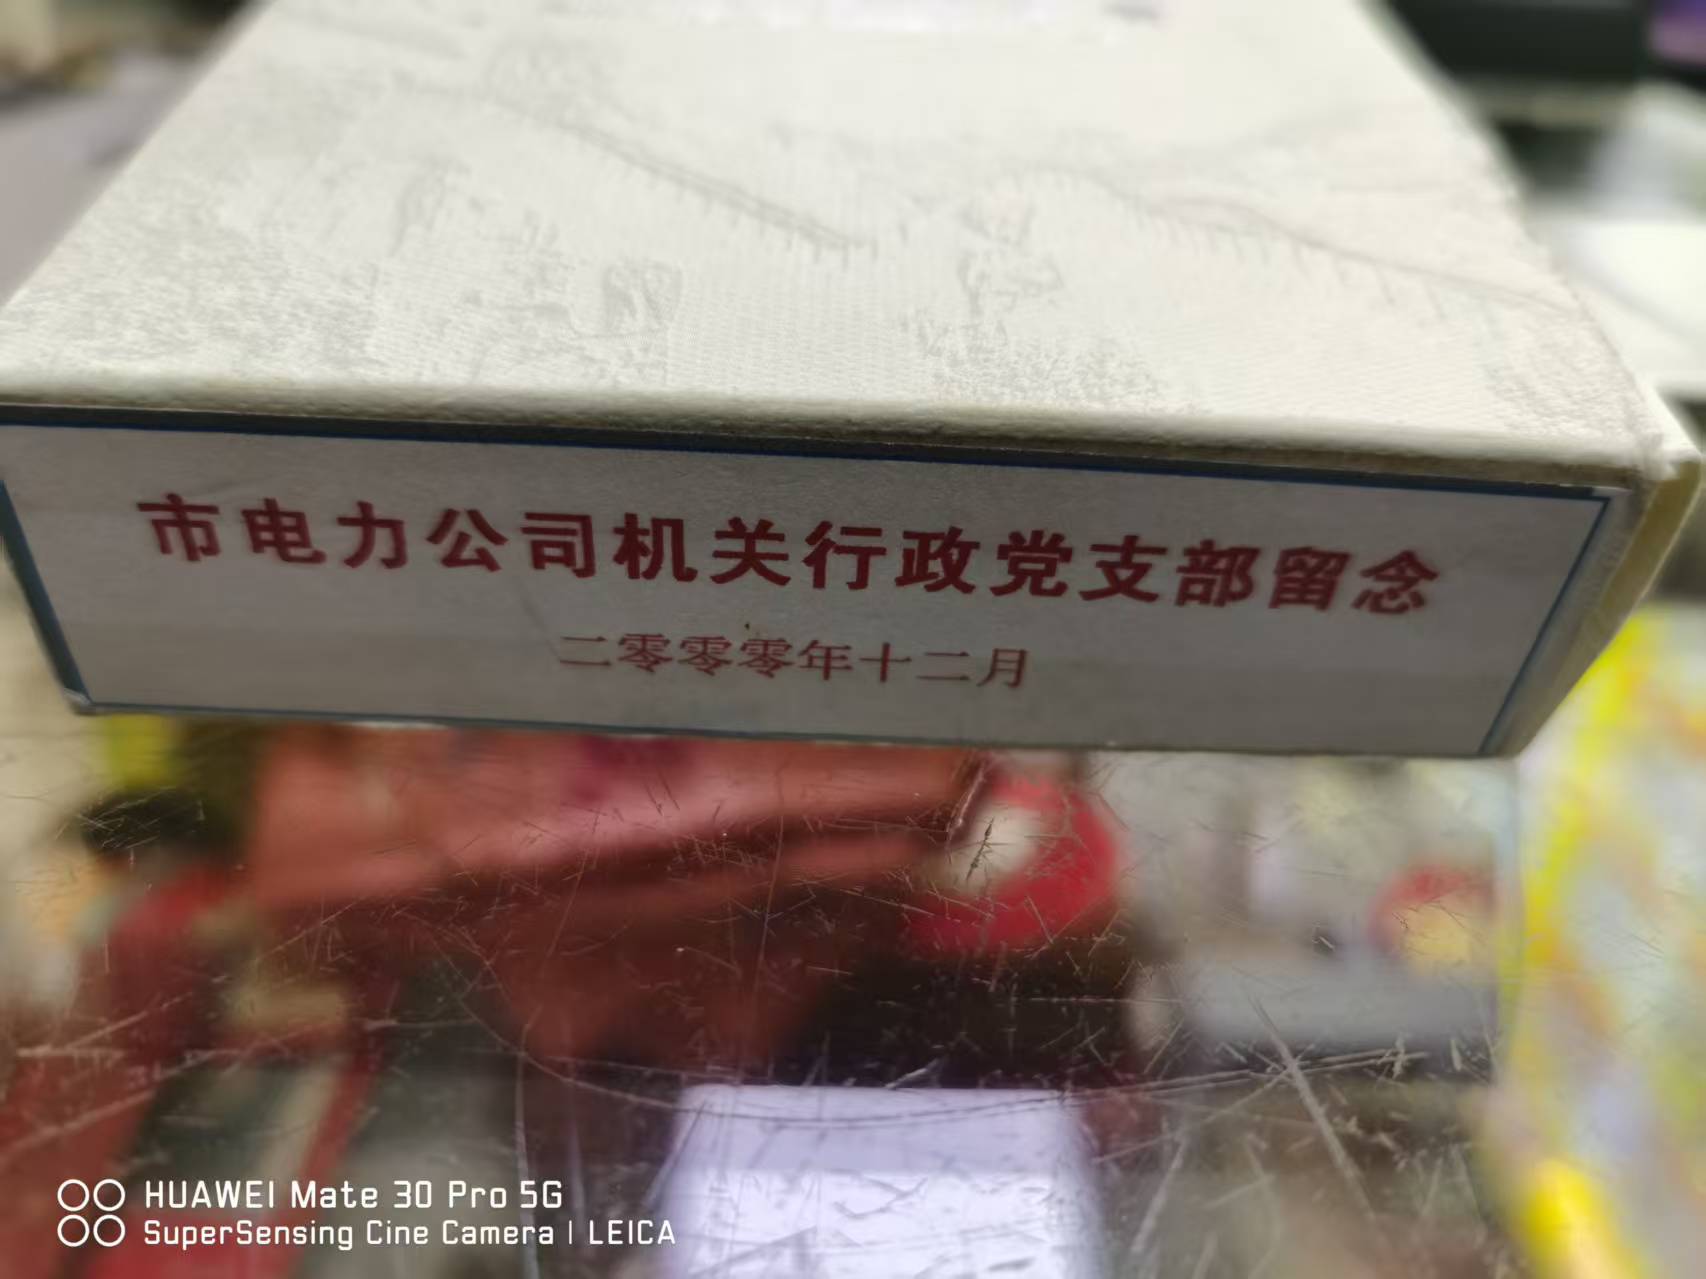 市电力公司机关行政党支部留念
二零零零年十二月
HUAWEI Mate 30 Pro 5G
SuperSensing Cine Camera | LEICA